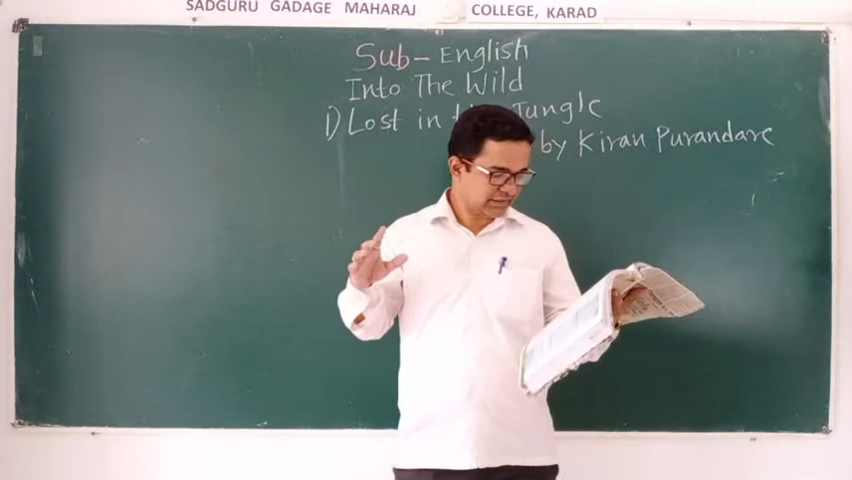 SADGURU GADAGE MAHARAJ COLLEGE, KARAD
Sub- English
Into The Wild
1) Lost in Jungle
by Kiran Purandare